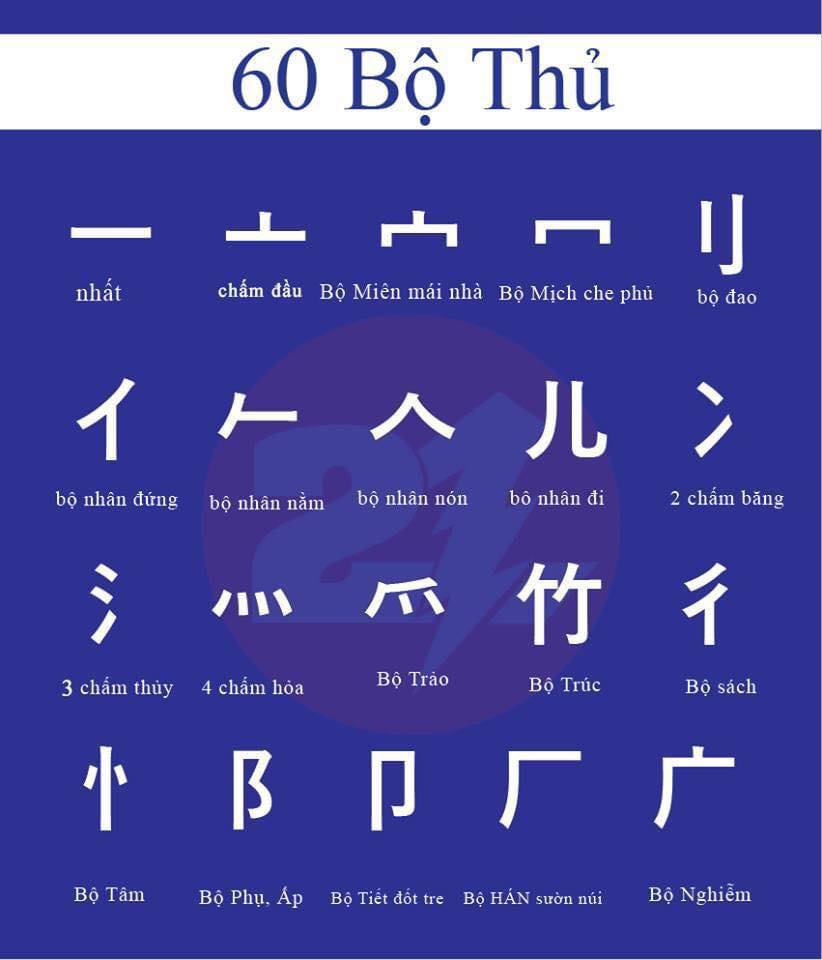 60 Bộ Thủ
一 亠 宀 冖 刂
nhất chấm đầu Bộ Miên mái nhà Bộ Mịch che phủ bộ đao
亻 𠂉 𠆢 儿 冫
bộ nhân đứng bộ nhân nằm bộ nhân nón bô nhân đi 2 chấm băng
氵 灬 爫 竹 彳
3 chấm thủy 4 chấm hỏa Bộ Trảo Bộ Trúc Bộ sách
忄 阝 卩 厂 广
Bộ Tâm Bộ Phụ, Ấp Bộ Tiết đốt tre Bộ HÁN sườn núi Bộ Nghiễm